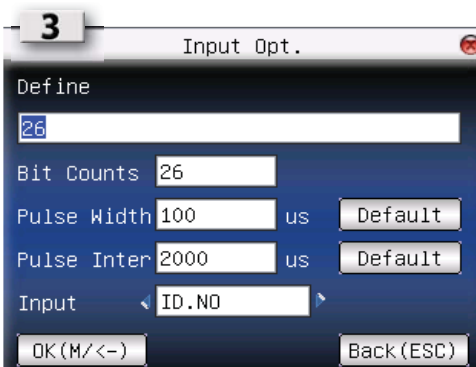 3
Input Opt.
Define
26
Bit Counts 26
Pulse Width 100 us Default
Pulse Inter 2000 us Default
Input ID.NO
OK(M/<-) Back(ESC)